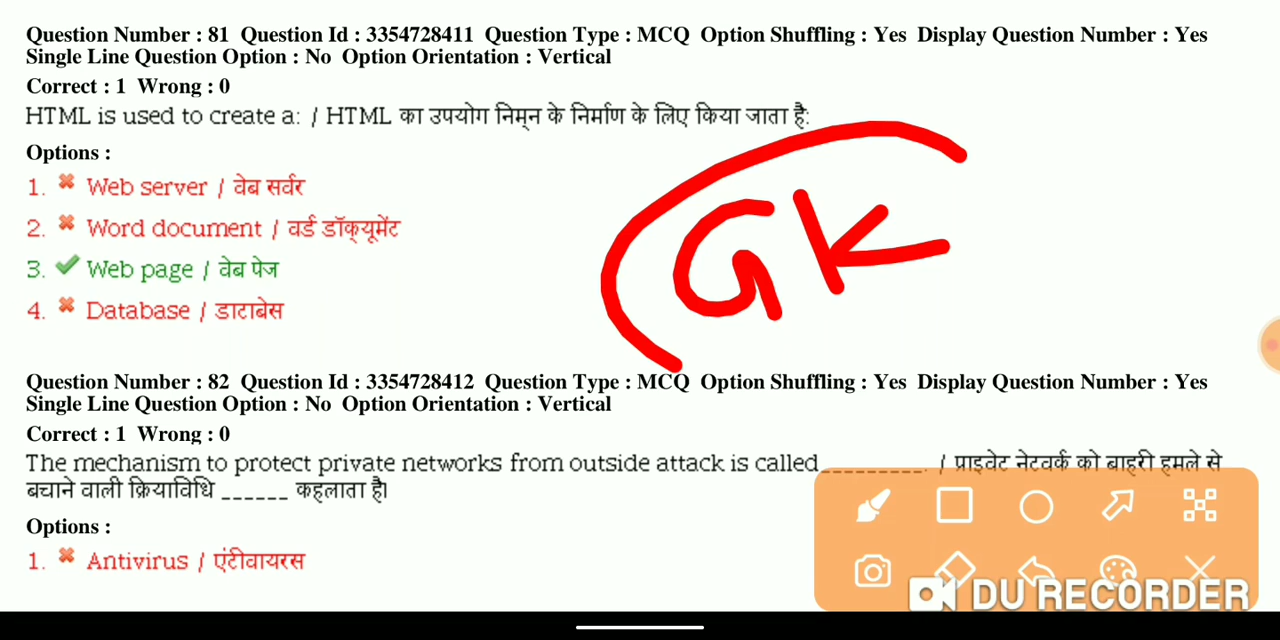 Question Number : 81 Question Id : 3354728411 Question Type : MCQ Option Shuffling : Yes Display Question Number : Yes
Single Line Question Option : No Option Orientation : Vertical
Correct : 1 Wrong : 0
HTML is used to create a: / HTML का उपयोग निम्न के निर्माण के लिए किया जाता है:
GK
Options :
1. Web server / वेब सर्वर
2. Word document / वर्ड डॉक्यूमेंट
3. Web page / वेब पेज
4. Database / डाटाबेस
Question Number : 82 Question Id : 3354728412 Question Type : MCQ Option Shuffling : Yes Display Question Number : Yes
Single Line Question Option : No Option Orientation : Vertical
Correct : 1 Wrong : 0
The mechanism to protect private networks from outside attack is called_________. / प्राइवेट नेटवर्क को बाहरी हमले से
बचाने वाली क्रियाविधि ______ कहलाता है।
Options :
1. Antivirus / एंटीवायरस
DU RECORDER